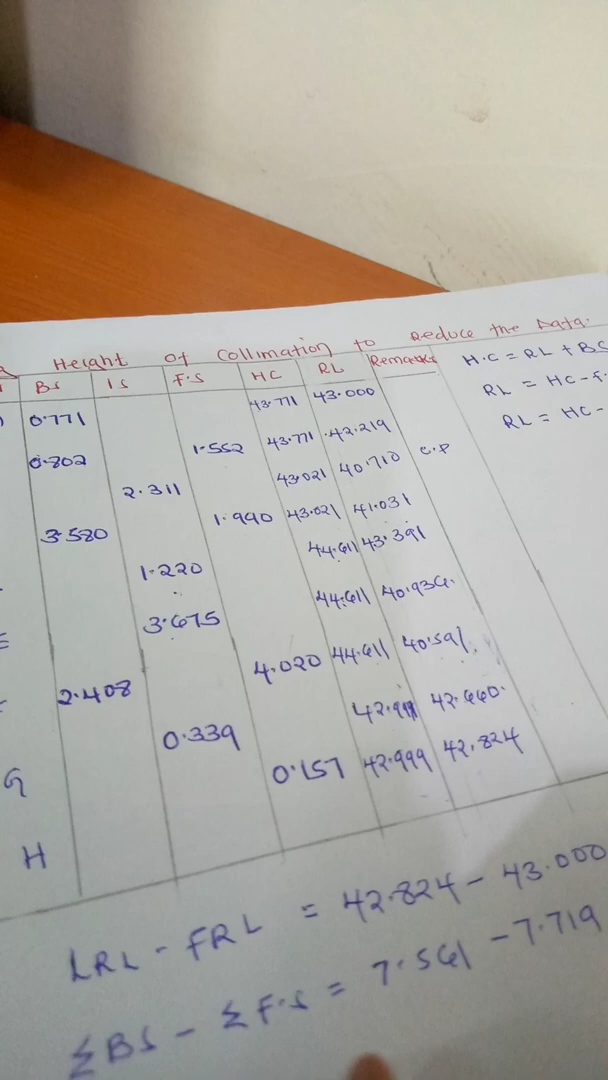 Height of Collimation to Reduce the Data.
BS IS F.S HC RL Remarks
0.771 43.771 43.000
0.802 1.552 43.771 42.219
2.311 43.021 40.710 C.P
3.580 1.940 43.021 41.031
1.220 44.611 43.391
3.675 44.611 40.936.
2.408 4.020 44.611 40.591
G 0.339 42.999 42.660.
H 0.157 42.999 42.824
H.C = RL + BS
RL = HC - F.
RL = HC -
LRL - FRL = 42.824 - 43.000
ΣBS - ΣF.S = 7.561 - 7.719